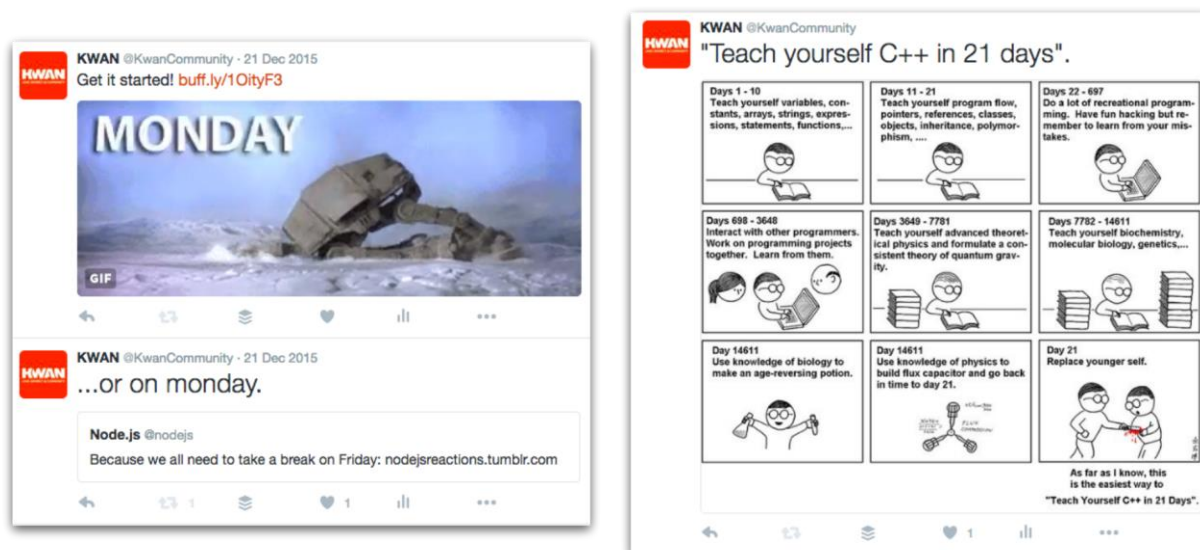 KWAN @KwanCommunity · 21 Dec 2015
KWAN
Get it started! buff.ly/1OityF3
MONDAY
GIF
KWAN @KwanCommunity · 21 Dec 2015
KWAN
...or on monday.
Node.js @nodejs
Because we all need to take a break on Friday: nodejsreactions.tumblr.com
1
1
KWAN @KwanCommunity
KWAN
"Teach yourself C++ in 21 days".
Days 1 - 10
Teach yourself variables, con-
stants, arrays, strings, expres-
sions, statements, functions,...
Days 11 - 21
Teach yourself program flow,
pointers, references, classes,
objects, inheritance, polymor-
phism, ....
Days 22 - 697
Do a lot of recreational program-
ming. Have fun hacking but re-
member to learn from your mis-
takes.
Days 698 - 3648
Interact with other programmers.
Work on programming projects
together. Learn from them.
Days 3649 - 7781
Teach yourself advanced theoret-
ical physics and formulate a con-
sistent theory of quantum grav-
ity.
Days 7782 - 14611
Teach yourself biochemistry,
molecular biology, genetics,...
Day 14611
Use knowledge of biology to
make an age-reversing potion.
Day 14611
Use knowledge of physics to
build flux capacitor and go back
in time to day 21.
FLUX
Day 21
Replace younger self.
As far as I know, this
is the easiest way to
"Teach Yourself C++ in 21 Days".
1